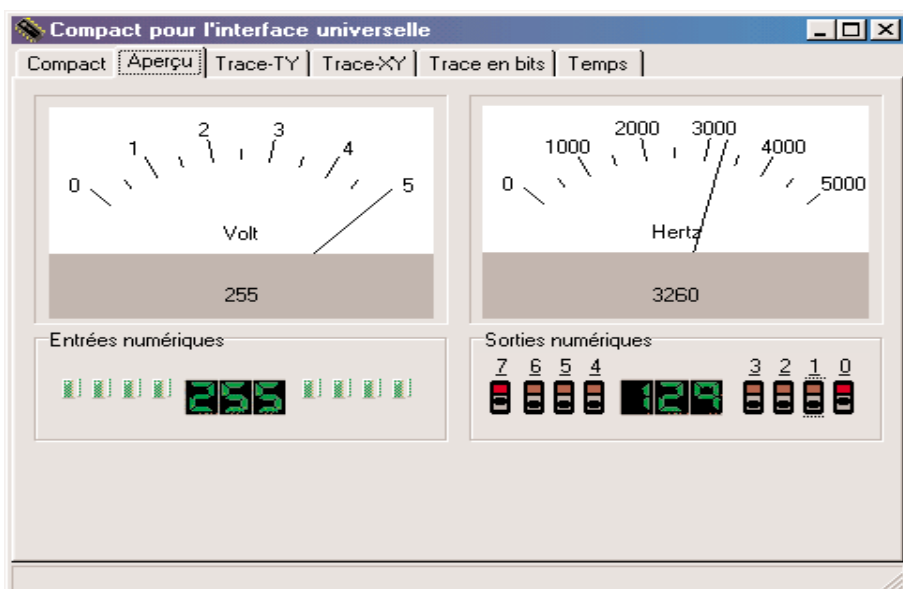 Compact pour l'interface universelle
Compact Aperçu Trace-TY Trace-XY Trace en bits Temps
0 1 2 3 4 5
Volt
255
0 1000 2000 3000 4000 5000
Hertz
3260
Entrées numériques
255
Sorties numériques
7 6 5 4 129 3 2 1 0